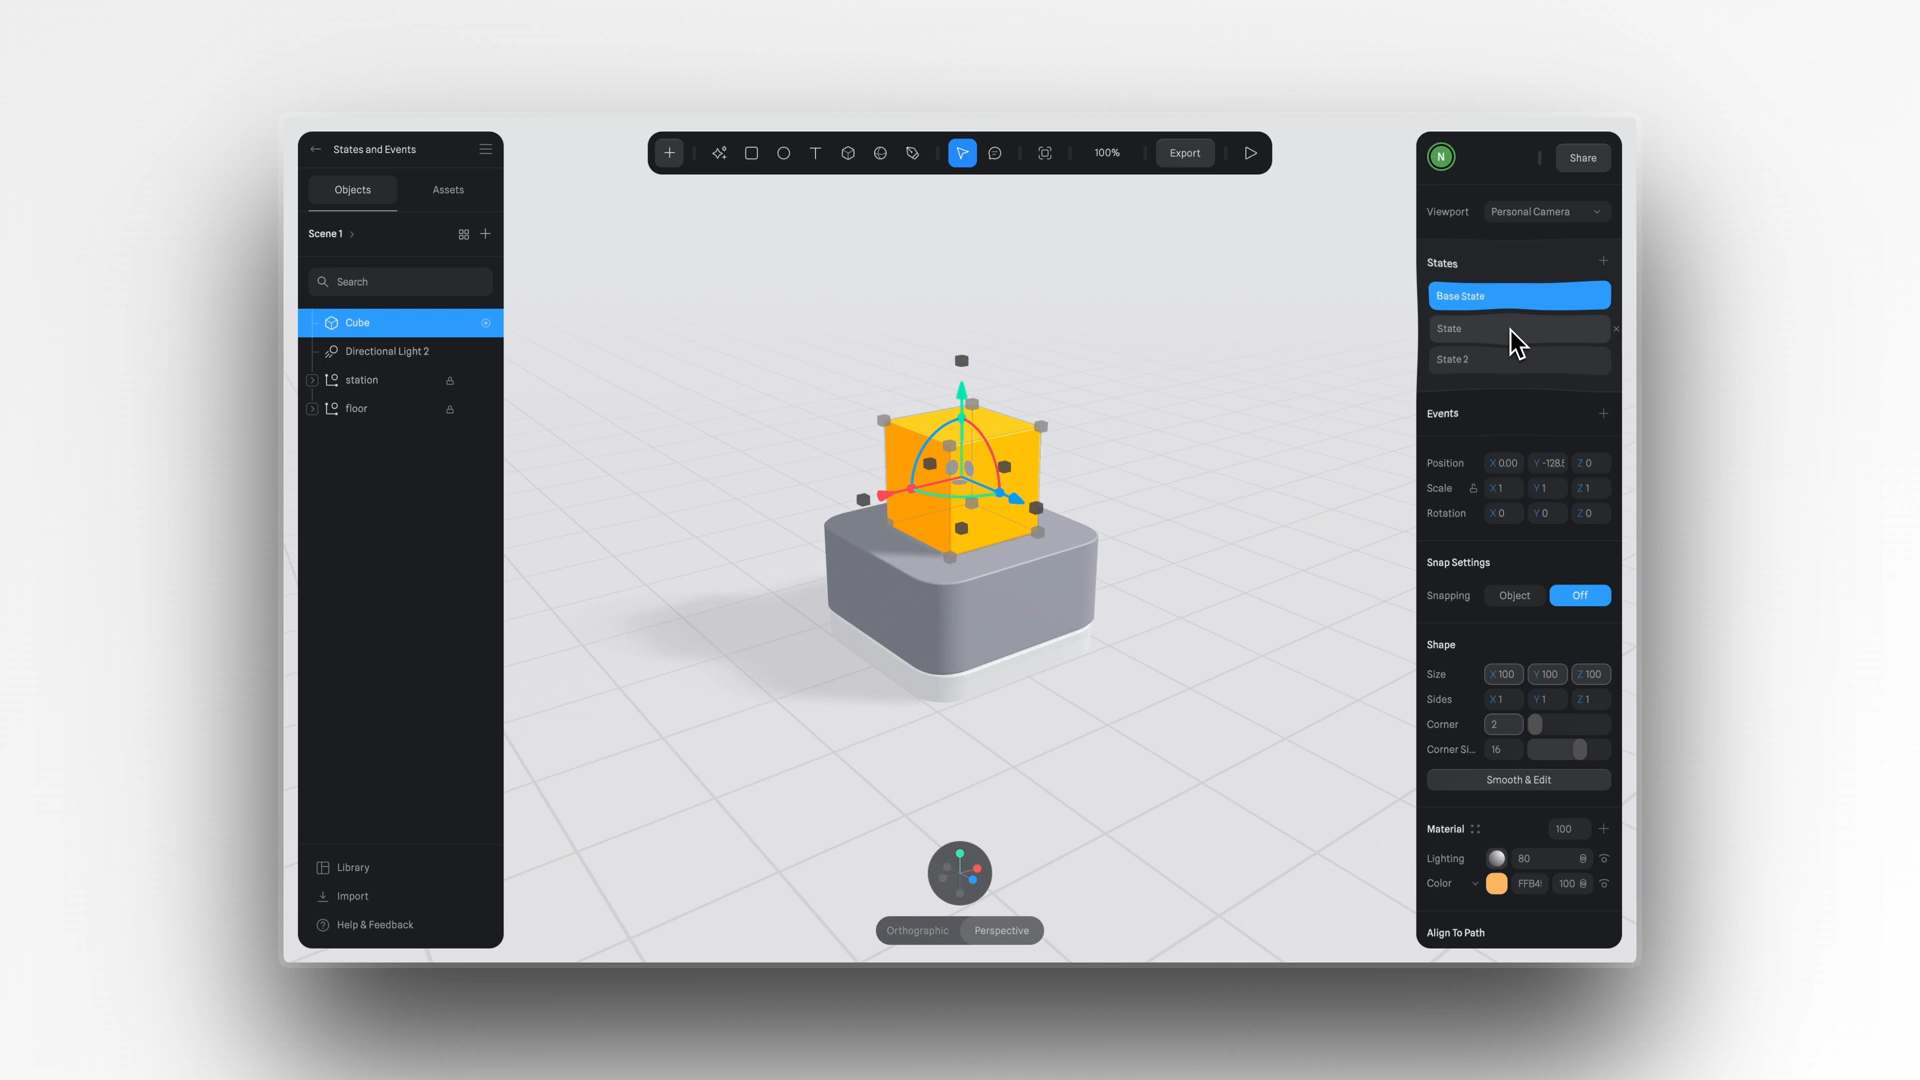 States and Events
Objects
Assets
Scene 1
Search
Cube
Directional Light 2
station
floor
Library
Import
Help & Feedback
100%
Export
Orthographic
Perspective
N
Share
Viewport
Personal Camera
States
Base State
State
State 2
Events
Position X 0.00 Y -128.5 Z 0
Scale X 1 Y 1 Z 1
Rotation X 0 Y 0 Z 0
Snap Settings
Snapping Object Off
Shape
Size X 100 Y 100 Z 100
Sides X 1 Y 1 Z 1
Corner 2
Corner Si... 16
Smooth & Edit
Material 100
Lighting 80
Color FFB4 100
Align To Path